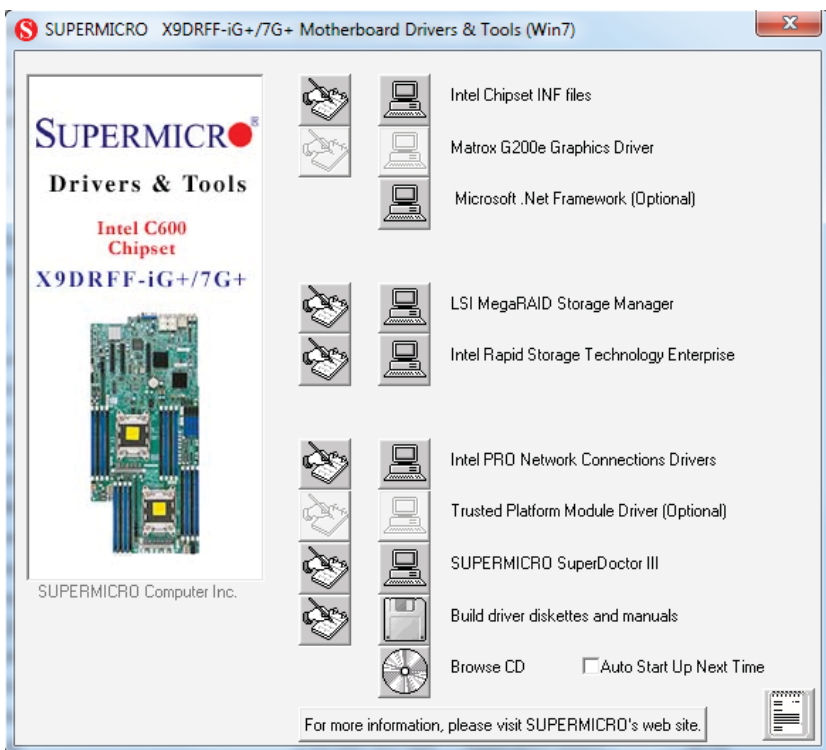 SUPERMICRO X9DRFF-iG+/7G+ Motherboard Drivers & Tools (Win7)
SUPERMICRO®
Drivers & Tools
Intel C600
Chipset
X9DRFF-iG+/7G+
SUPERMICRO Computer Inc.
Intel Chipset INF files
Matrox G200e Graphics Driver
Microsoft .Net Framework (Optional)
LSI MegaRAID Storage Manager
Intel Rapid Storage Technology Enterprise
Intel PRO Network Connections Drivers
Trusted Platform Module Driver (Optional)
SUPERMICRO SuperDoctor III
Build driver diskettes and manuals
Browse CD Auto Start Up Next Time
For more information, please visit SUPERMICRO's web site.